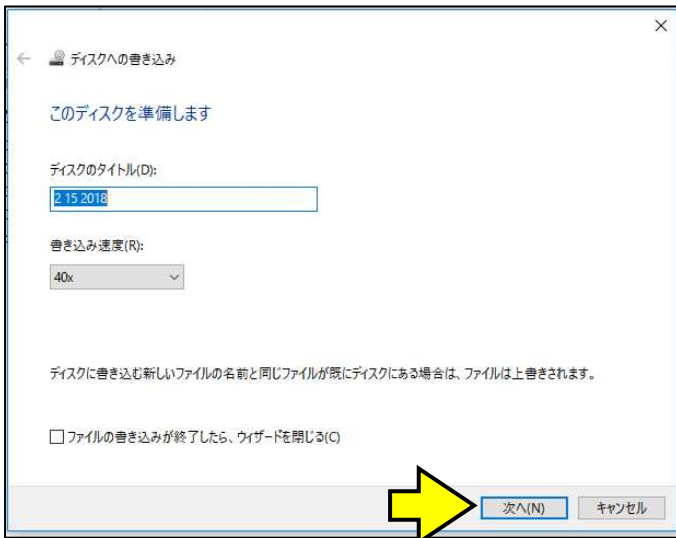 ディスクへの書き込み
このディスクを準備します
ディスクのタイトル(D):
2 15 2018
書き込み速度(R):
40x
ディスクに書き込む新しいファイルの名前と同じファイルが既にディスクにある場合は、ファイルは上書きされます。
ファイルの書き込みが終了したら、ウィザードを閉じる(C)
次へ(N) キャンセル